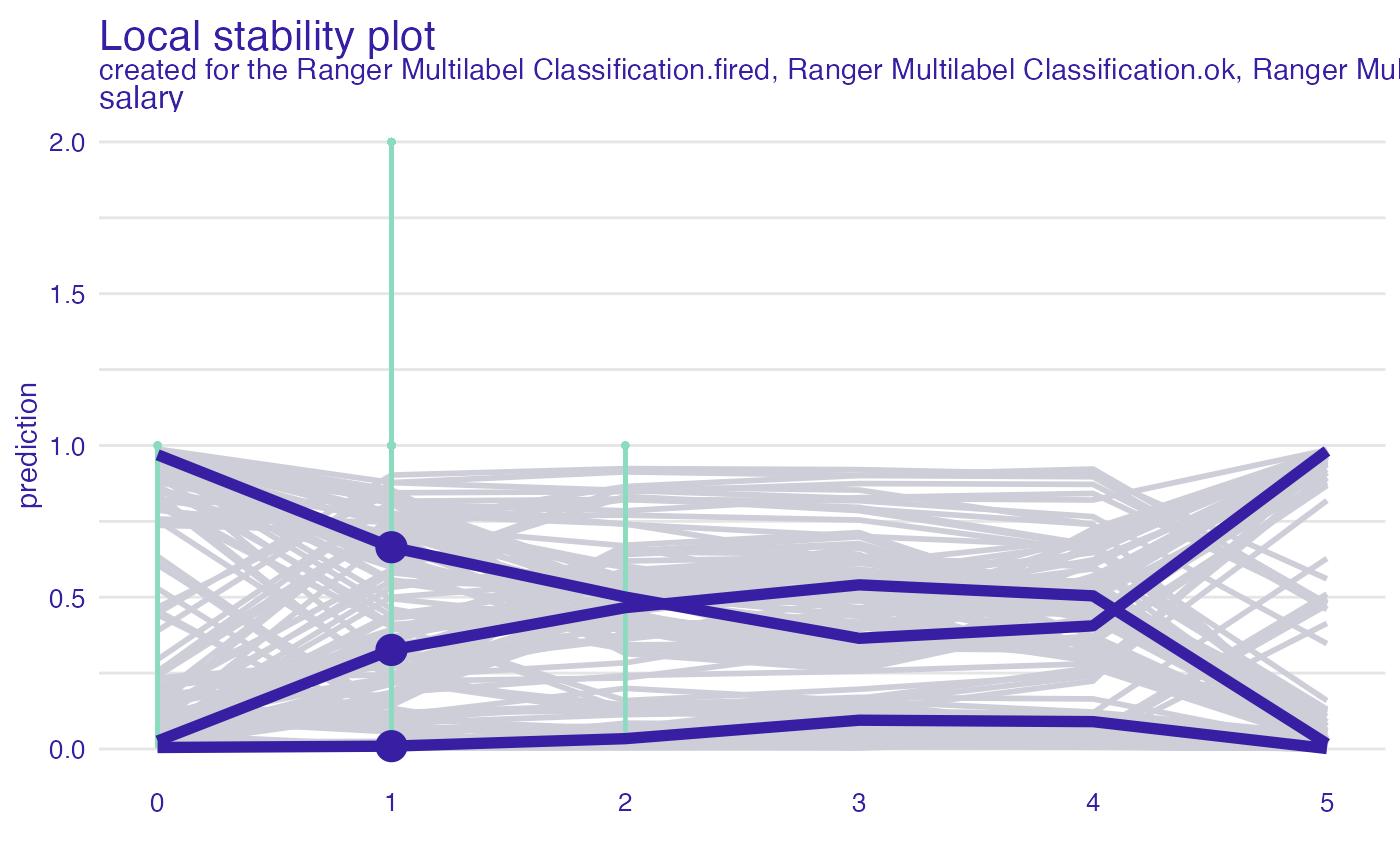 Local stability plot
created for the Ranger Multilabel Classification.fired, Ranger Multilabel Classification.ok, Ranger
salary
2.0
1.5
1.0
0.5
0.0
prediction
0 1 2 3 4 5